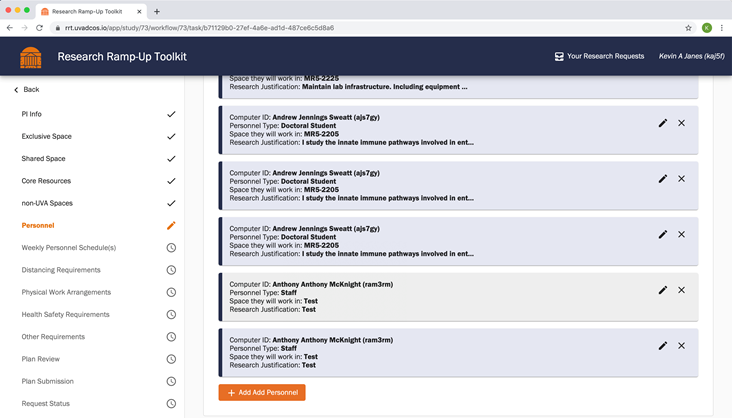 Research Ramp-Up Toolkit
rrt.uvadcos.io/app/study/73/workflow/73/task/b71129b0-27ef-4a6e-ad1d-487ce6c5d8a6
K
Research Ramp-Up Toolkit
Your Research Requests
Kevin A Janes (kaj5f)
Back
PI Info
Exclusive Space
Shared Space
Core Resources
non-UVA Spaces
Personnel
Weekly Personnel Schedule(s)
Distancing Requirements
Physical Work Arrangements
Health Safety Requirements
Other Requirements
Plan Review
Plan Submission
Request Status
Space they will work in: MR5-2225
Research Justification: Maintain lab infrastructure. Including equipment ...
Computer ID: Andrew Jennings Sweatt (ajs7gy)
Personnel Type: Doctoral Student
Space they will work in: MR5-2205
Research Justification: I study the innate immune pathways involved in ent...
Computer ID: Andrew Jennings Sweatt (ajs7gy)
Personnel Type: Doctoral Student
Space they will work in: MR5-2205
Research Justification: I study the innate immune pathways involved in ent...
Computer ID: Andrew Jennings Sweatt (ajs7gy)
Personnel Type: Doctoral Student
Space they will work in: MR5-2205
Research Justification: I study the innate immune pathways involved in ent...
Computer ID: Anthony Anthony McKnight (ram3rm)
Personnel Type: Staff
Space they will work in: Test
Research Justification: Test
Computer ID: Anthony Anthony McKnight (ram3rm)
Personnel Type: Staff
Space they will work in: Test
Research Justification: Test
Add Add Personnel